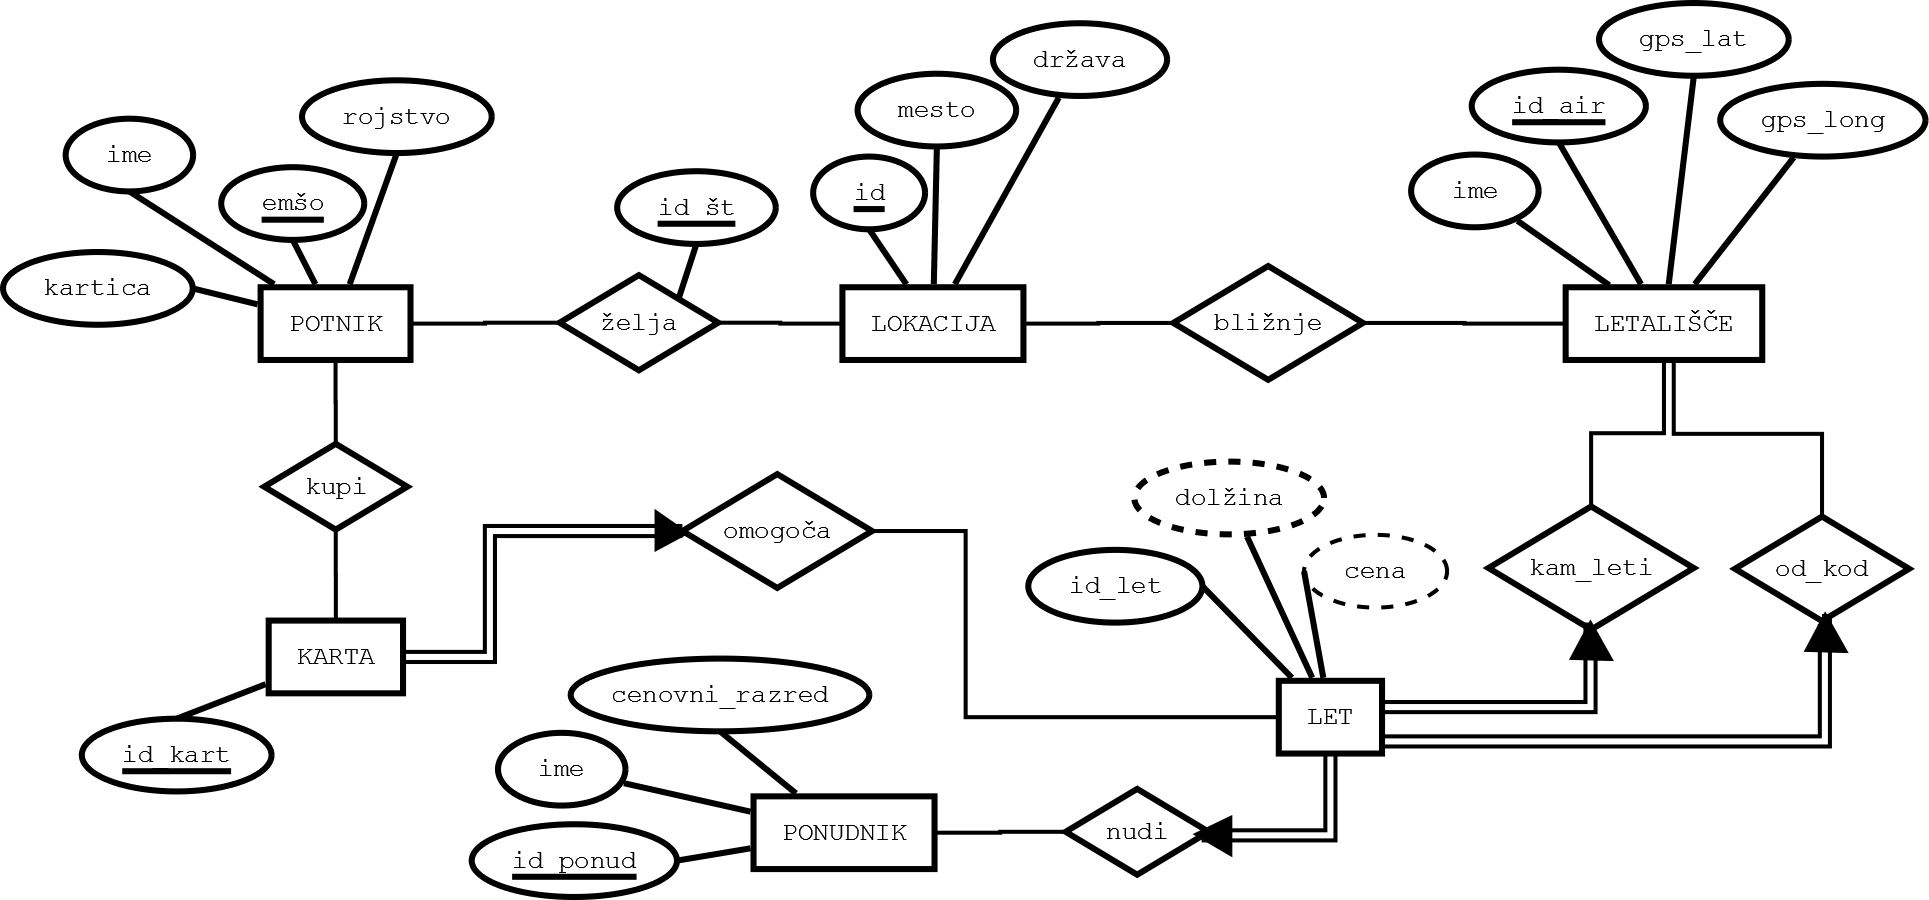 gps_lat
država
id_air
mesto
rojstvo
gps_long
ime
emšo
id_št
id
ime
kartica
POTNIK
želja
LOKACIJA
bližnje
LETALIŠČE
kupi
omogoča
dolžina
id_let
cena
kam_leti
od_kod
KARTA
cenovni_razred
LET
id_kart
ime
PONUDNIK
nudi
id_ponud